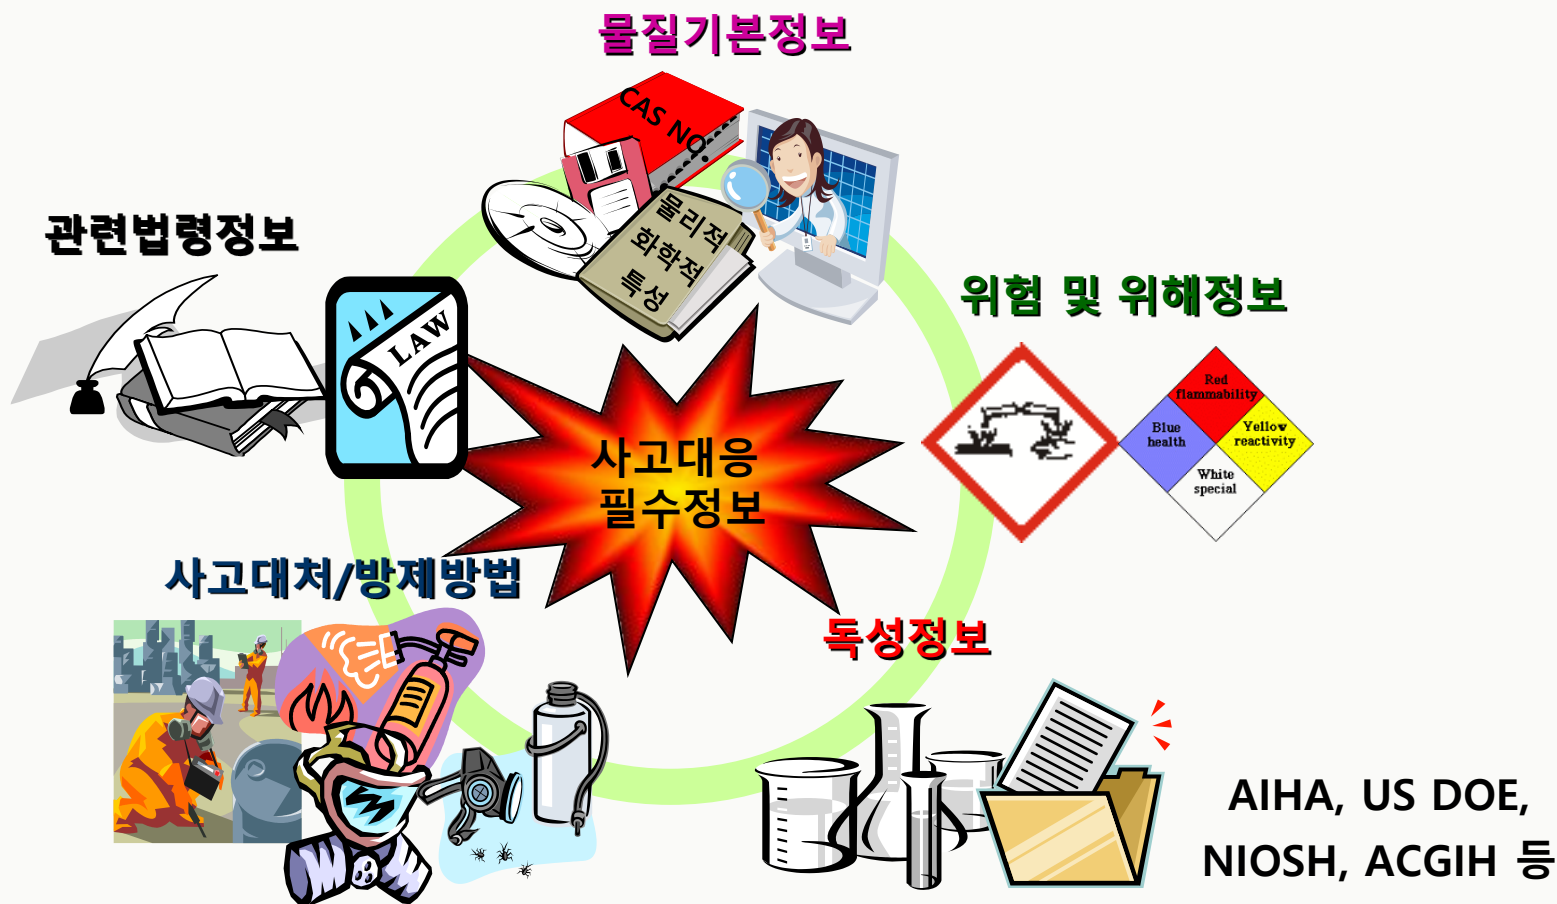 물질기본정보
CAS NO.
물리적
화학적
특성
관련법령정보
LAW
위험 및 위해정보
Red
flammability
Blue
health
Yellow
reactivity
White
special
사고대응
필수정보
사고대처/방제방법
독성정보
AIHA, US DOE,
NIOSH, ACGIH 등